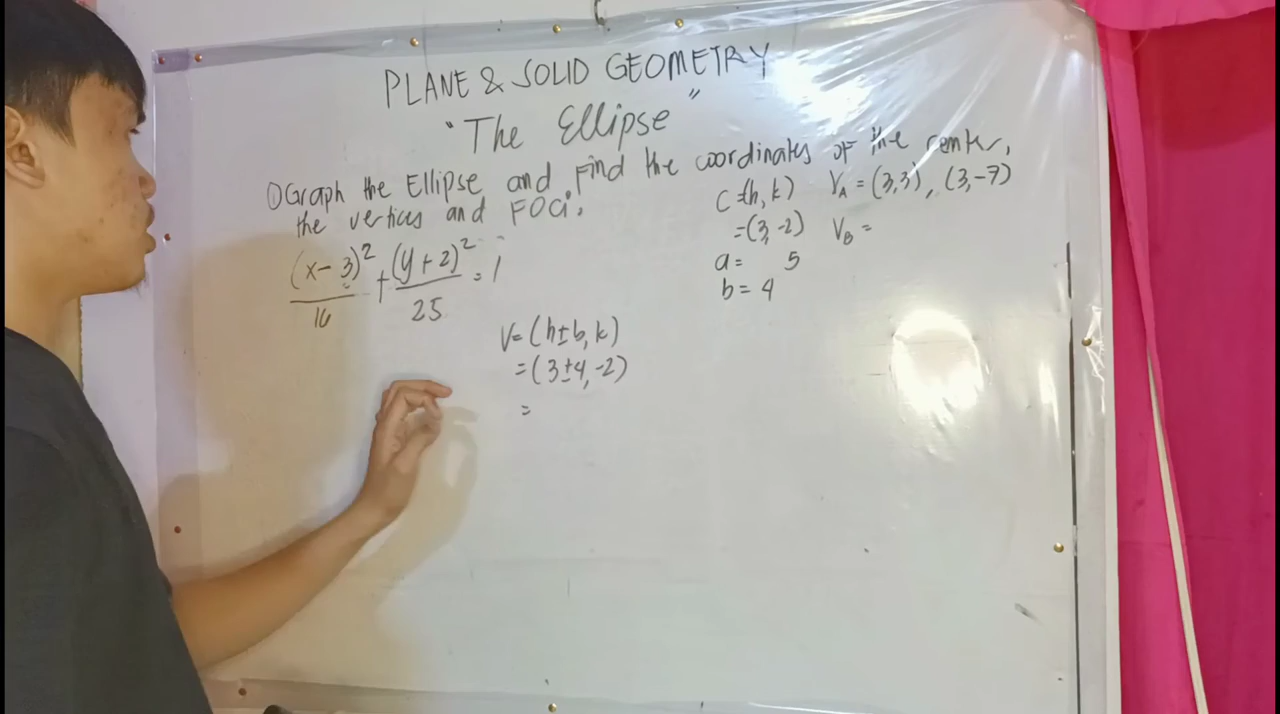 PLANE & SOLID GEOMETRY
"The Ellipse"
① Graph the Ellipse and Find the coordinates of the center,
the vertices and FOCi.
(x-3)²/16 + (y+2)²/25 = 1
C=(h,k)
=(3,-2)
a= 5
b=4
V_A = (3,3), (3,-7)
V_B =
V=(h±b,k)
=(3±4,-2)
=